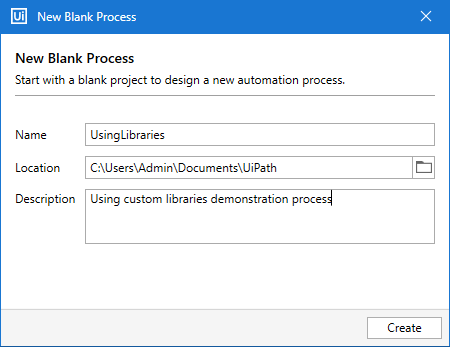 Ui New Blank Process
New Blank Process
Start with a blank project to design a new automation process.
Name UsingLibraries
Location C:\Users\Admin\Documents\UiPath
Description Using custom libraries demonstration process
Create